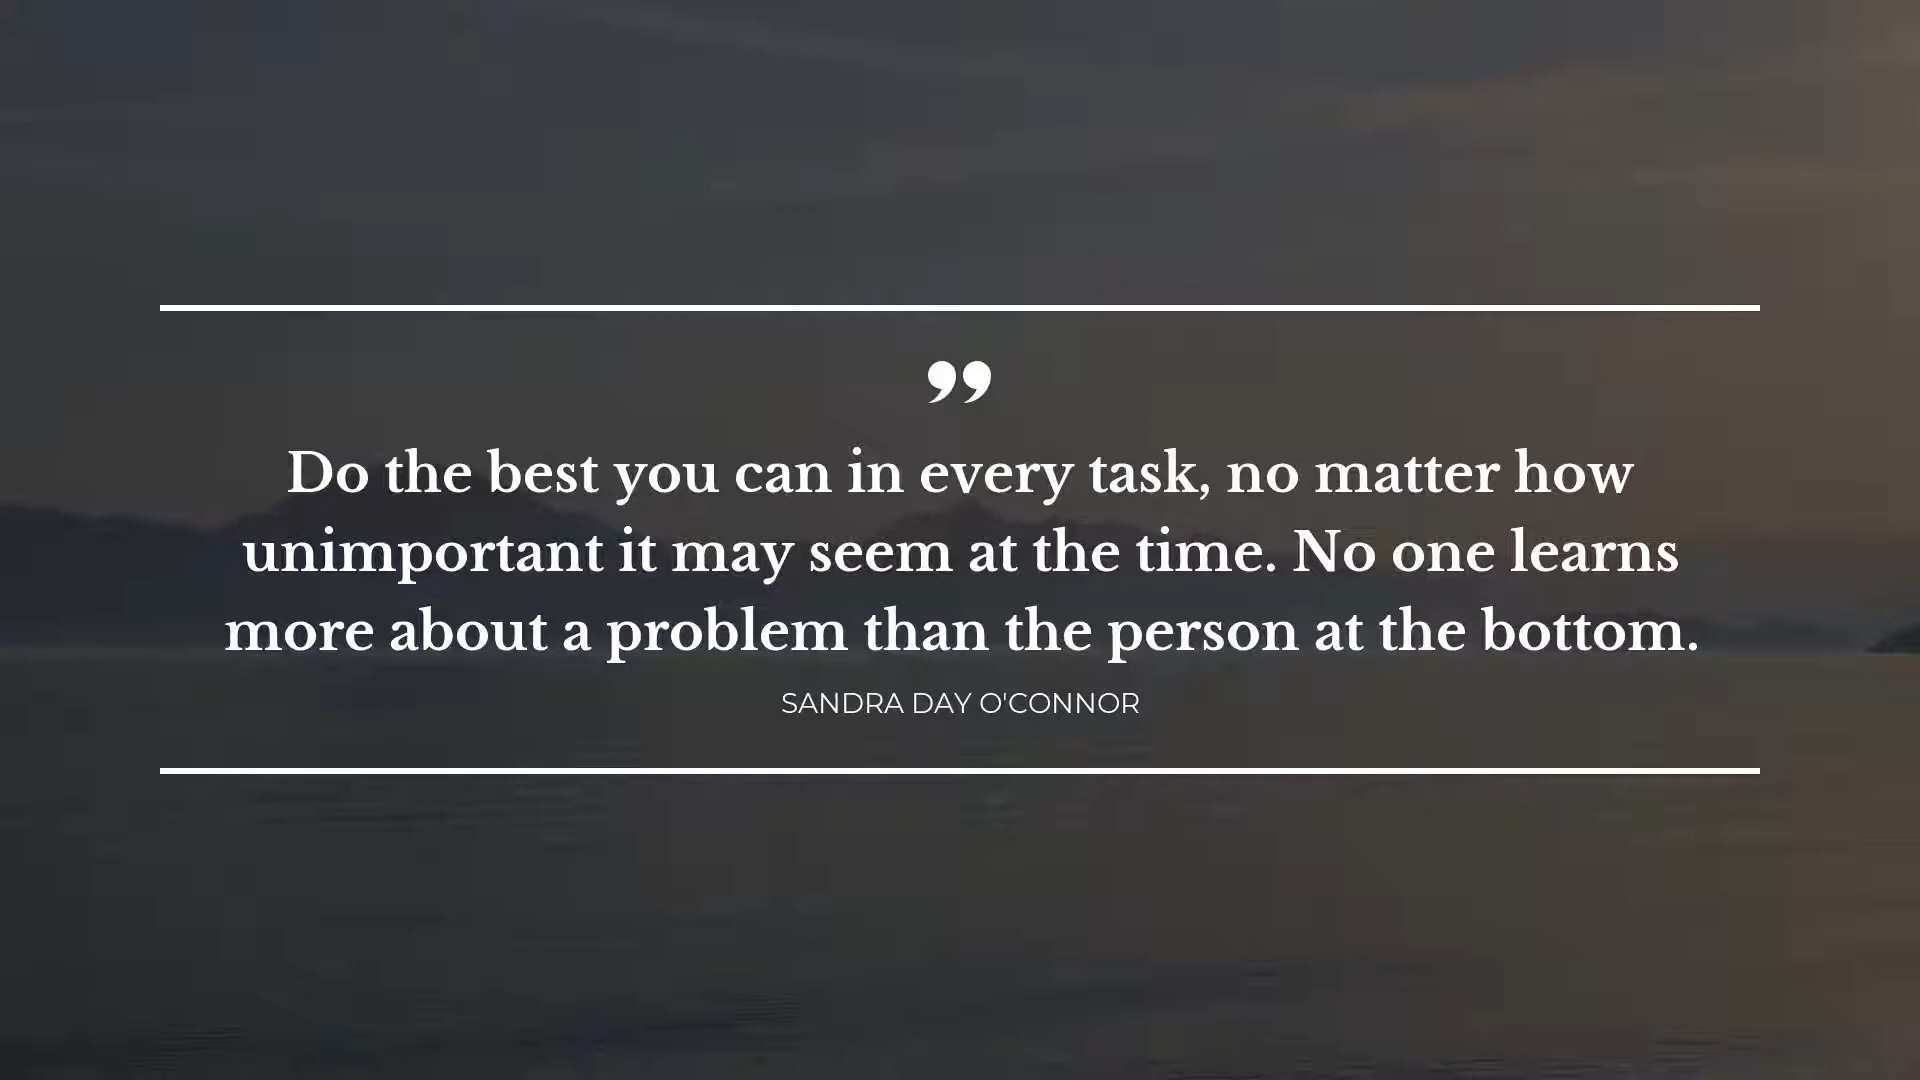 ”
Do the best you can in every task, no matter how
unimportant it may seem at the time. No one learns
more about a problem than the person at the bottom.
SANDRA DAY O'CONNOR